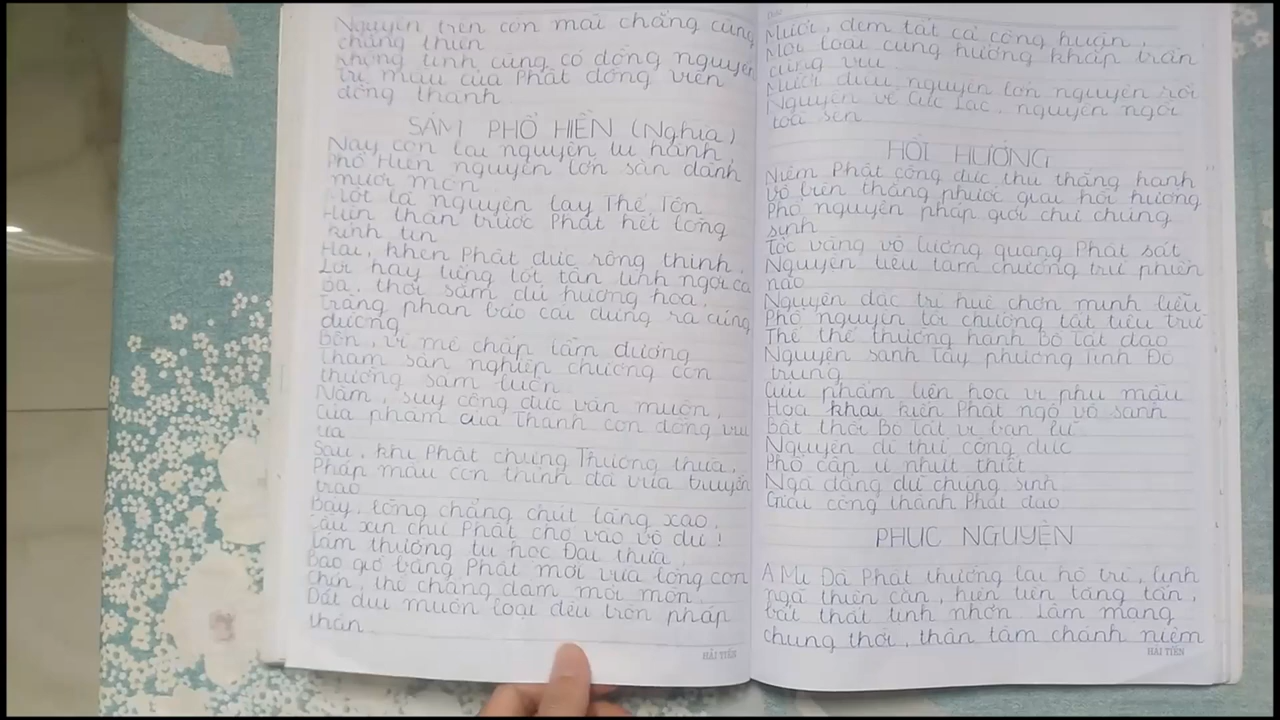 Nguyện trên con mãi chẳng cùng
chẳng thiên
Không tình cùng có đồng nguyện
trí mầu của Phật đồng viên
đồng thành
SÁM PHỔ HIỀN (Nghĩa)
Nay con lại nguyện tu hành,
Phổ Hiền nguyện lớn sẵn dành
mười môn
Một là nguyện lạy Thế Tôn
Hiện thân trước Phật hết lòng
kính tin
Hai, khen Phật đức rộng thinh,
Lời hay tiếng tốt tận tình ngợi ca
Ba, thời sắm đủ hương hoa,
Tràng phan bảo cái dừng ra cúng
dường
Bốn, vì mê chấp lầm đường
Tham sân nghiệp chướng con
thường sám luôn
Năm, suy công đức vàn muôn,
Của phàm của Thánh con đồng vui
ưa
Sáu, khi Phật chứng Thượng thừa,
Pháp mầu con thỉnh đã vừa truyền
trao
Bảy, lòng chẳng chút lãng xao,
Cầu xin chư Phật chớ vào vô dư!
Tám thường tu học Đại thừa
Bao giờ bằng Phật mới vừa lòng con
Chín, thề chẳng dám mỏi mòn
Dắt dìu muôn loại đều tròn pháp
thân
HẢI TIẾN
Mười, đem tất cả công huân,
Mọi loài cùng hưởng khắp trần
cùng vui
Mười điều nguyện lớn nguyện rồi
Nguyện về Cực Lạc, nguyện ngồi
tòa sen
HỒI HƯỚNG
Niệm Phật công đức thù thắng hạnh
Vô biên thắng phước giai hồi hướng
Phổ nguyện pháp giới chư chúng
sinh
Tốc vãng vô lượng quang Phật sát
Nguyện tiêu tam chướng trừ phiền
não
Nguyện đắc trí huệ chơn minh liễu
Phổ nguyện tội chướng tất tiêu trừ
Thế thế thường hành Bồ tát đạo
Nguyện sanh Tây phương Tịnh Độ
trung
Cửu phẩm liên hoa vi phụ mẫu
Hoa khai kiến Phật ngộ vô sanh
Bất thối Bồ tát vi bạn lữ
Nguyện dĩ thử công đức
Phổ cập ư nhứt thiết
Ngã đẳng dữ chúng sinh
Giai cộng thành Phật đạo
PHỤC NGUYỆN
A Mi Đà Phật thường lai hộ trì, linh
ngã thiện căn, hiện tiền tăng tấn,
bất thất tịnh nhơn lâm mạng
chung thời, thân tâm chánh niệm
HẢI TIẾN